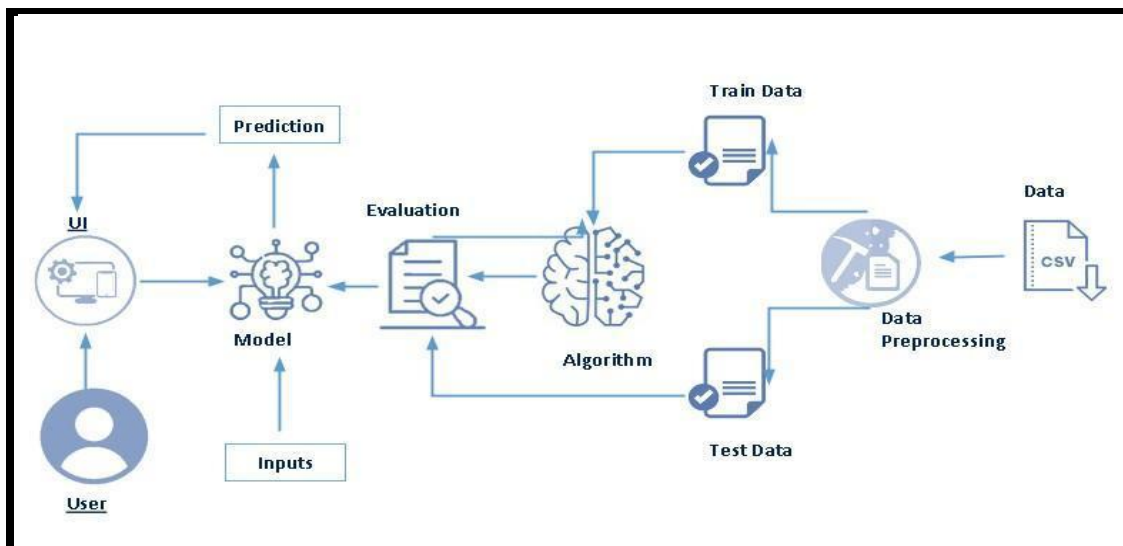 Train Data
Prediction
Data
UI
Evaluation
CSV
Model
Data
Preprocessing
Algorithm
Inputs
Test Data
User